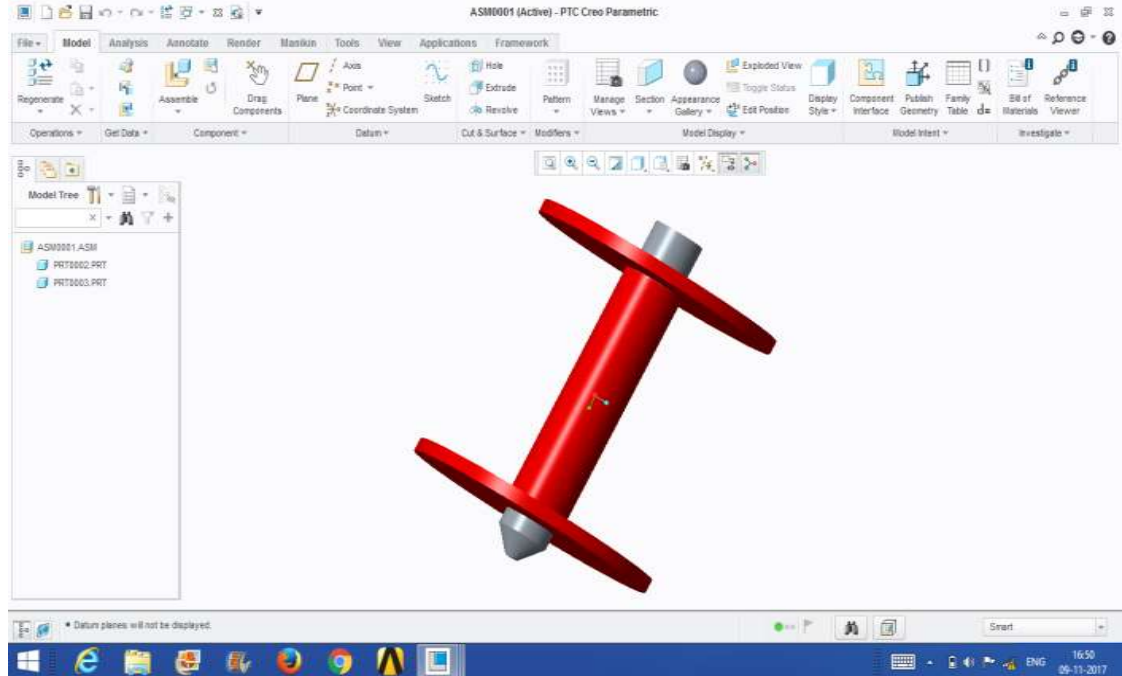 ASM0001 (Active) - PTC Creo Parametric
File Model Analysis Annotate Render Manikin Tools View Applications Framework
Regenerate
Assemble
Drag Components
Plane
Axis
Point
Coordinate System
Sketch
Hole
Extrude
Revolve
Pattern
Manage Views
Section
Appearance Gallery
Exploded View
Toggle Status
Edit Position
Display Style
Component Interface
Publish Geometry
Family Table
d=
Bill of Materials
Reference Viewer
Operations Get Data Component Datum Cut & Surface Modifiers Model Display Model Intent Investigate
Model Tree
ASM0001.ASM
PRT0002.PRT
PRT0003.PRT
• Datum planes will not be displayed.
Smart
ENG
16:50
09-11-2017